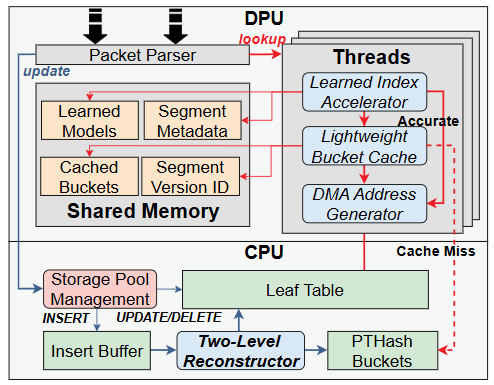 DPU
Packet Parser
lookup
update
Threads
Learned Index
Accelerator
Accurate
Learned
Models
Segment
Metadata
Lightweight
Bucket Cache
Cached
Buckets
Segment
Version ID
DMA Address
Generator
Shared Memory
CPU
Cache Miss
Storage Pool
Management
Leaf Table
INSERT
UPDATE/DELETE
Insert Buffer
Two-Level
Reconstructor
PTHash
Buckets